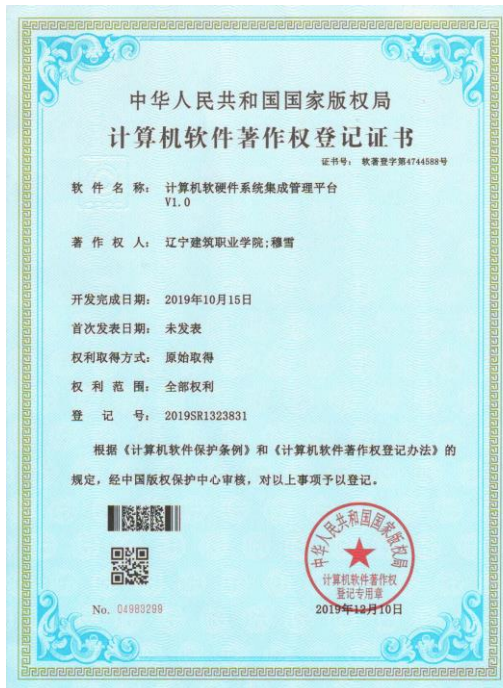 中华人民共和国国家版权局
计算机软件著作权登记证书
证书号: 软著登字第4744588号
软件名称: 计算机软硬件系统集成管理平台
V1.0
著作权人: 辽宁建筑职业学院;穆雪
开发完成日期: 2019年10月15日
首次发表日期: 未发表
权利取得方式: 原始取得
权利范围: 全部权利
登记号: 2019SR1323831
根据《计算机软件保护条例》和《计算机软件著作权登记办法》的
规定，经中国版权保护中心审核，对以上事项予以登记。
中华人民共和国国家版权局
计算机软件著作权
登记专用章
No. 04983299
2019年12月10日